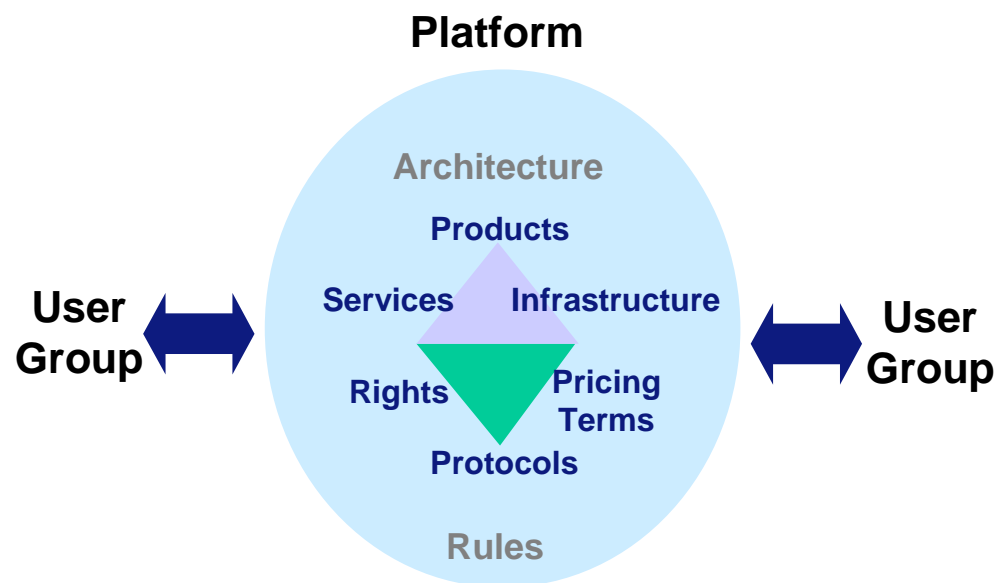 Platform
Architecture
Products
Services
Infrastructure
User
Group
User
Group
Rights
Pricing
Terms
Protocols
Rules